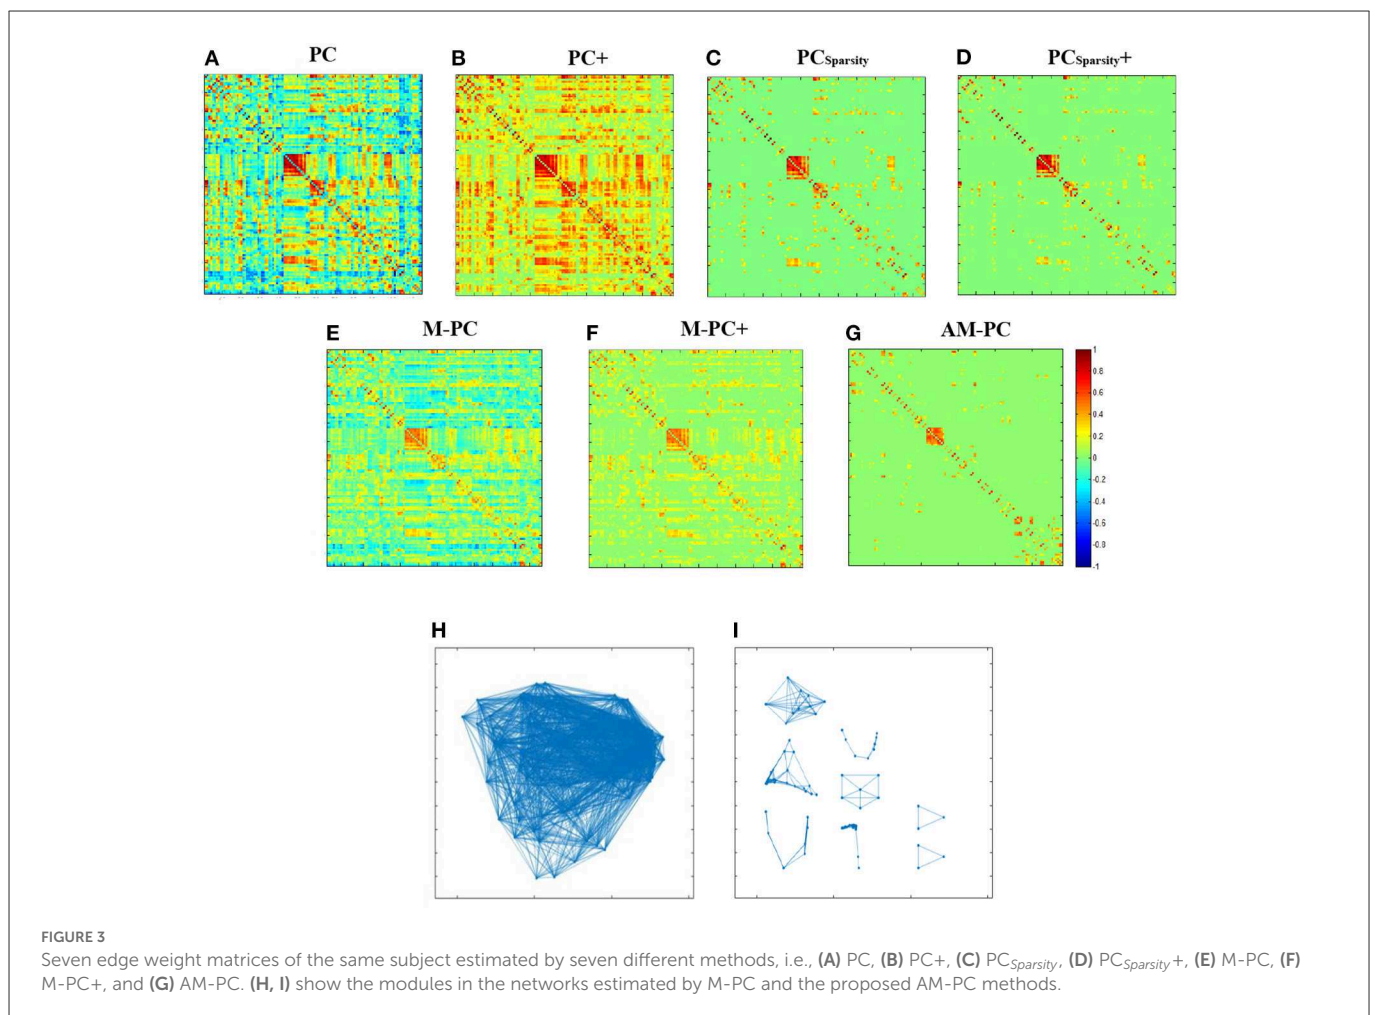 A PC
B PC+
C PCSparsity
D PCSparsity+
E M-PC
F M-PC+
G AM-PC
1
0.8
0.6
0.4
0.2
0
-0.2
-0.4
-0.6
-0.8
-1
H
I
FIGURE 3
Seven edge weight matrices of the same subject estimated by seven different methods, i.e., (A) PC, (B) PC+, (C) PCSparsity, (D) PCSparsity+, (E) M-PC, (F)
M-PC+, and (G) AM-PC. (H, I) show the modules in the networks estimated by M-PC and the proposed AM-PC methods.